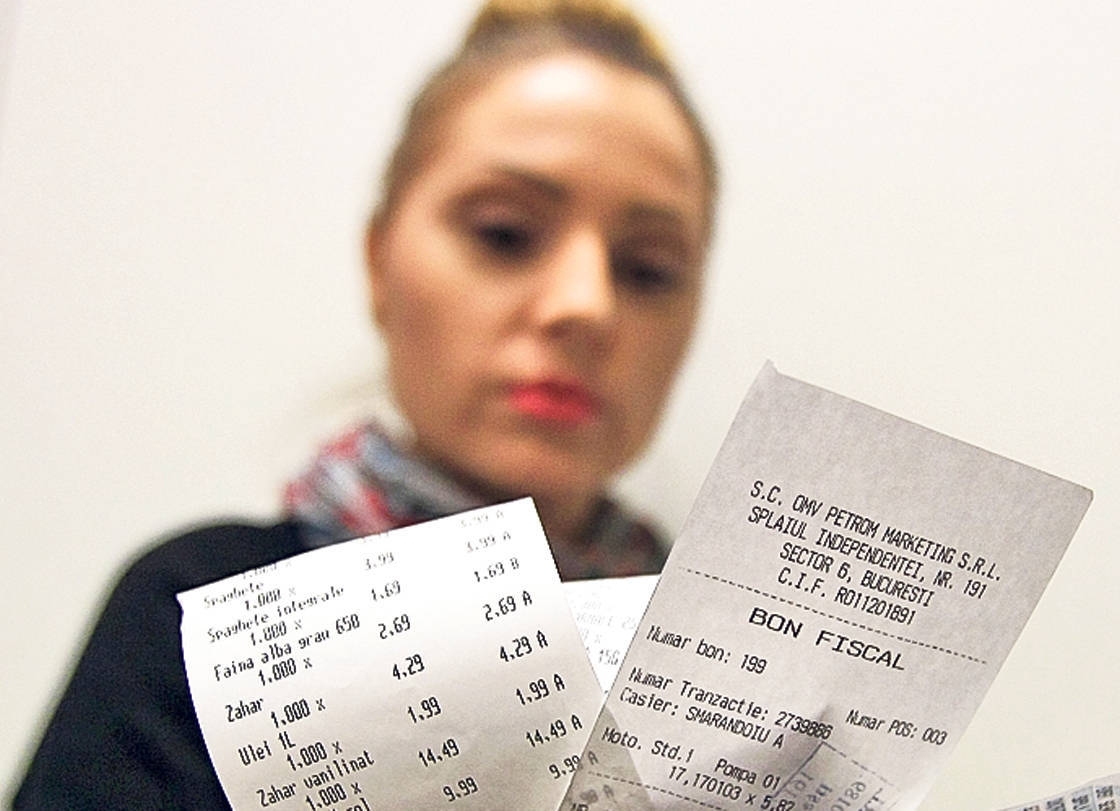 3.99 A
Spaghete
1.000 x 3.99 3.99 A
Spaghete integrale
1.000 x 1.69 1.69 B
Faina alba grau 650
1.000 x 2.69 2.69 A
Zahar
1.000 x 4.29 4.29 A
Ulei 1L
1.000 x 1.99 1.99 A
Zahar vanilinat
1.000 x 14.49 14.49 A
9.99 9.99 A
S.C. OMV PETROM MARKETING S.R.L.
SPLAIUL INDEPENDENTEI, NR. 191
SECTOR 6, BUCURESTI
C.I.F. RO11201891
BON FISCAL
Numar bon: 199
Numar Tranzactie: 2739886 Numar POS: 003
Casier: SMARANDOIU A
Moto. Std.1 Pompa 01
17,170103 x 5,82